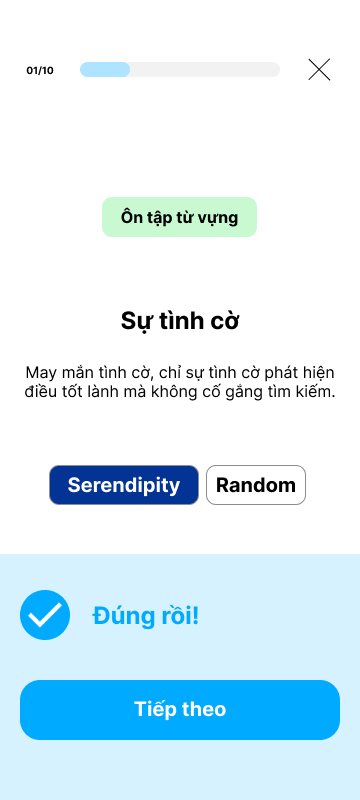 01/10
Ôn tập từ vựng
Sự tình cờ
May mắn tình cờ, chỉ sự tình cờ phát hiện
điều tốt lành mà không cố gắng tìm kiếm.
Serendipity
Random
Đúng rồi!
Tiếp theo